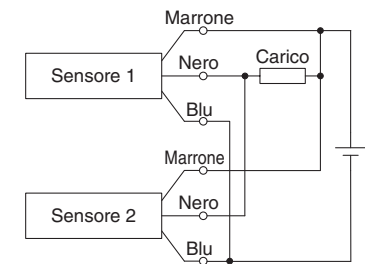 Marrone
Nero
Carico
Sensore 1
Blu
Marrone
Nero
Sensore 2
Blu